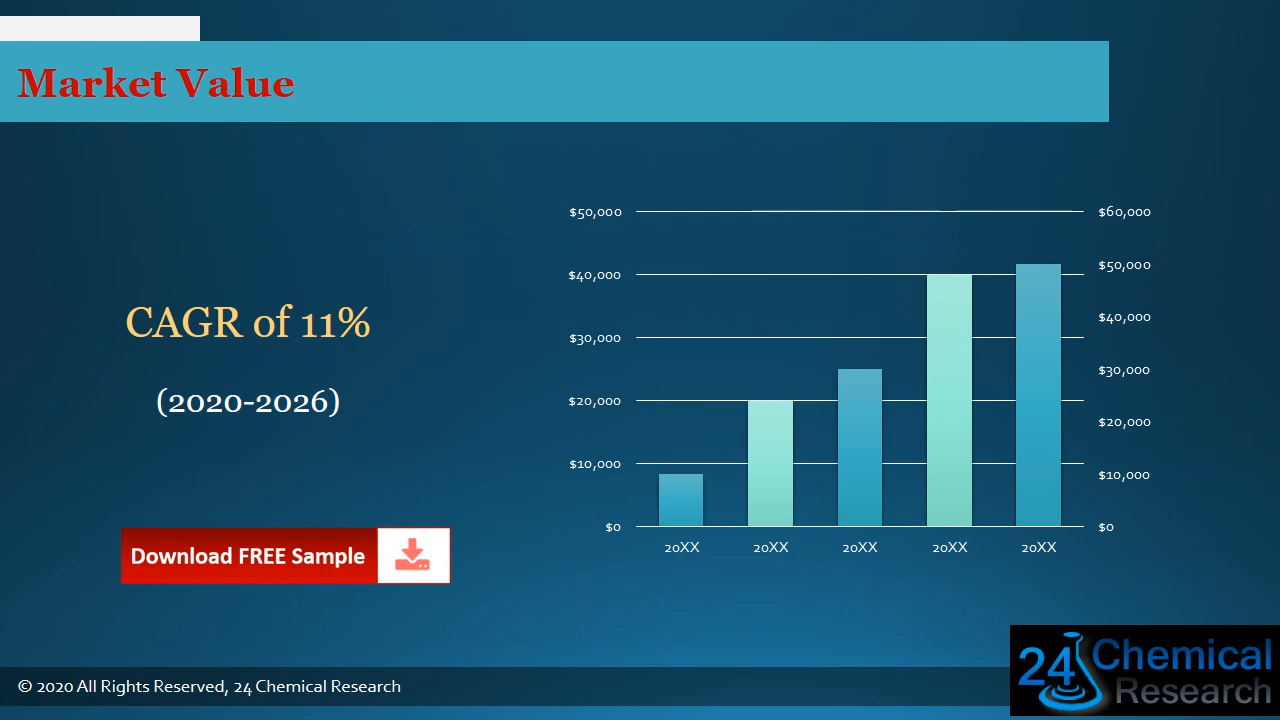 Market Value
CAGR of 11%
(2020-2026)
Download FREE Sample
$50,000
$40,000
$30,000
$20,000
$10,000
$0
$60,000
$50,000
$40,000
$30,000
$20,000
$10,000
$0
20XX 20XX 20XX 20XX 20XX
© 2020 All Rights Reserved, 24 Chemical Research
24 Chemical
Research